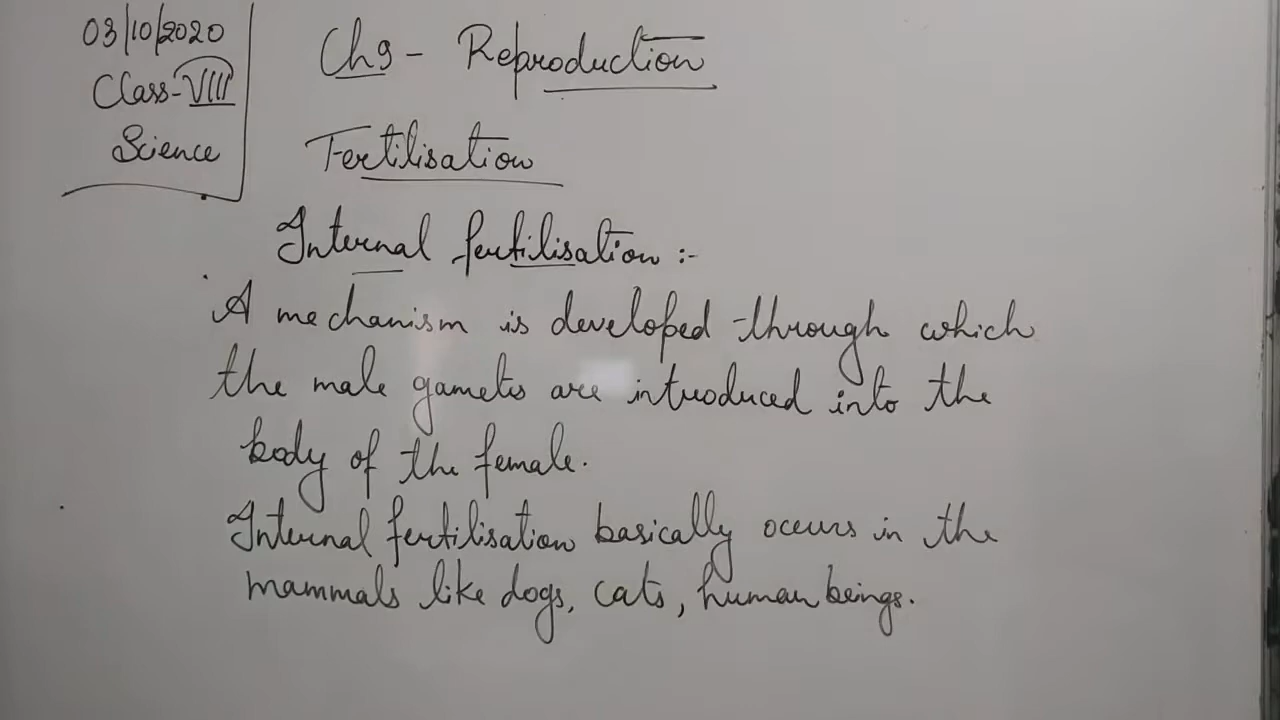 03/10/2020
Class-VIII
Science
Ch9- Reproduction
Fertilisation
Internal fertilisation :-
A mechanism is developed through which
the male gametes are introduced into the
body of the female.
Internal fertilisation basically occurs in the
mammals like dogs, cats, human beings.